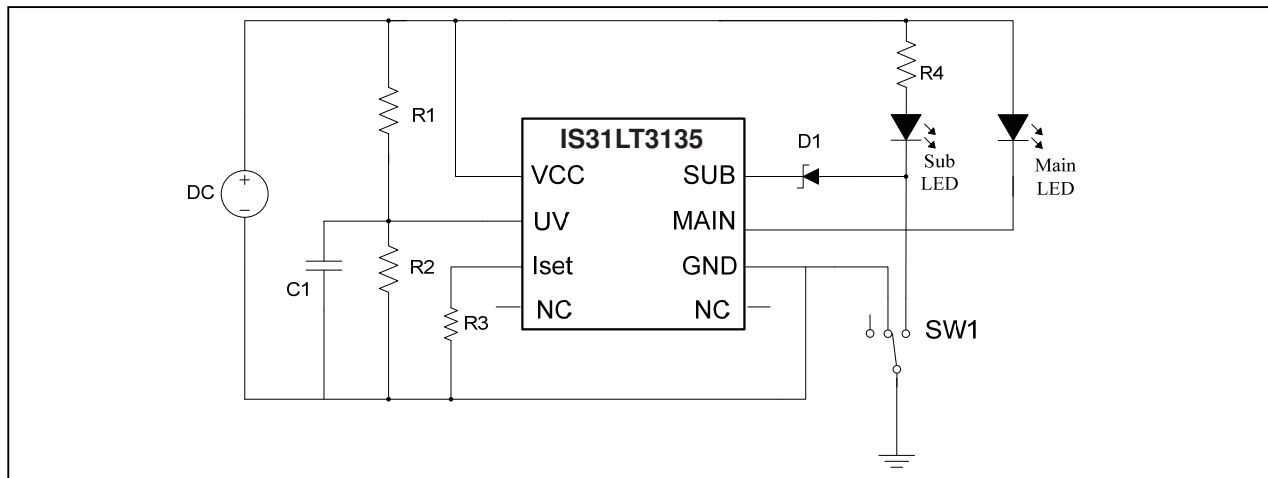 R4
R1
IS31LT3135
D1
Sub
LED
Main
LED
VCC
SUB
DC
+
−
UV
MAIN
R2
Iset
GND
C1
R3
NC
NC
SW1